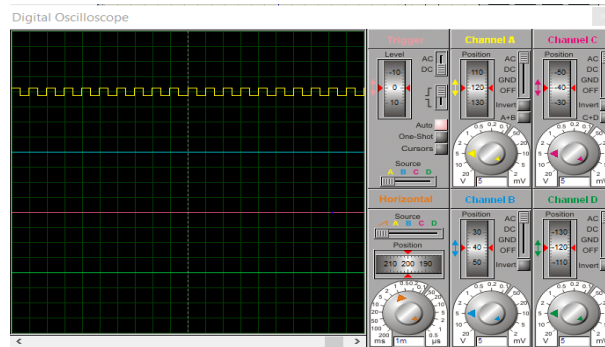 Digital Oscilloscope
Trigger
Level
AC
DC
-10
0
10
Auto
One-Shot
Cursors
Source
A B C D
Channel A
Position
AC
DC
GND
OFF
110
120
130
Invert
A+B
V 5 mV
Channel C
Position
AC
DC
GND
OFF
-50
-40
-30
Invert
C+D
V 5 mV
Horizontal
Source
A B C D
Position
210 200 190
ms 1m µs
Channel B
Position
AC
DC
GND
OFF
30
40
50
Invert
V 5 mV
Channel D
Position
AC
DC
GND
OFF
-130
-120
-110
Invert
V 5 mV